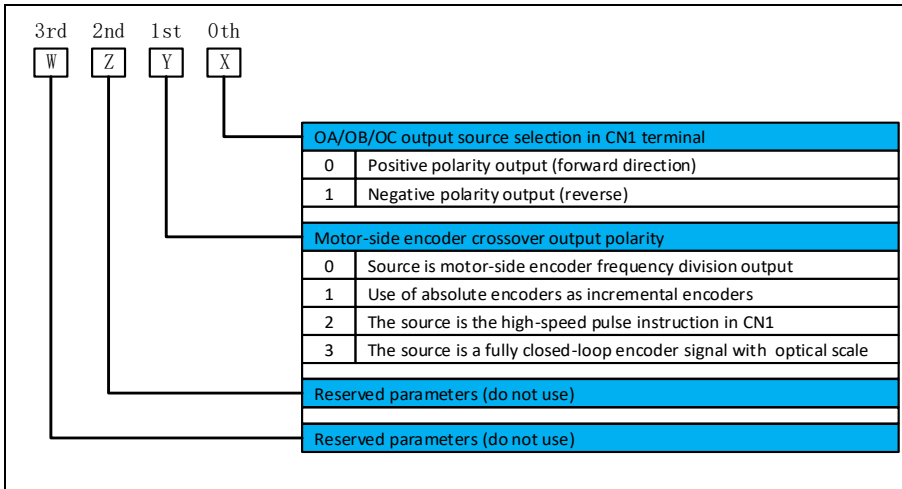 3rd 2nd 1st 0th
W Z Y X
OA/OB/OC output source selection in CN1 terminal
0 Positive polarity output (forward direction)
1 Negative polarity output (reverse)
Motor-side encoder crossover output polarity
0 Source is motor-side encoder frequency division output
1 Use of absolute encoders as incremental encoders
2 The source is the high-speed pulse instruction in CN1
3 The source is a fully closed-loop encoder signal with optical scale
Reserved parameters (do not use)
Reserved parameters (do not use)